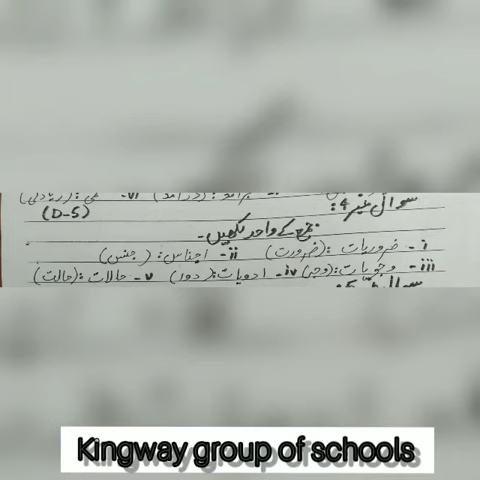 سوال نمبر 4:
(D-5)
جمع کے واحد لکھیں۔
i- ضروریات :(ضرورت) ii- اجناس: (جنس)
iii- وجوہات:(وجہ) iv- ادویات:(دوا) v- حالات :(حالت)
Kingway group of schools